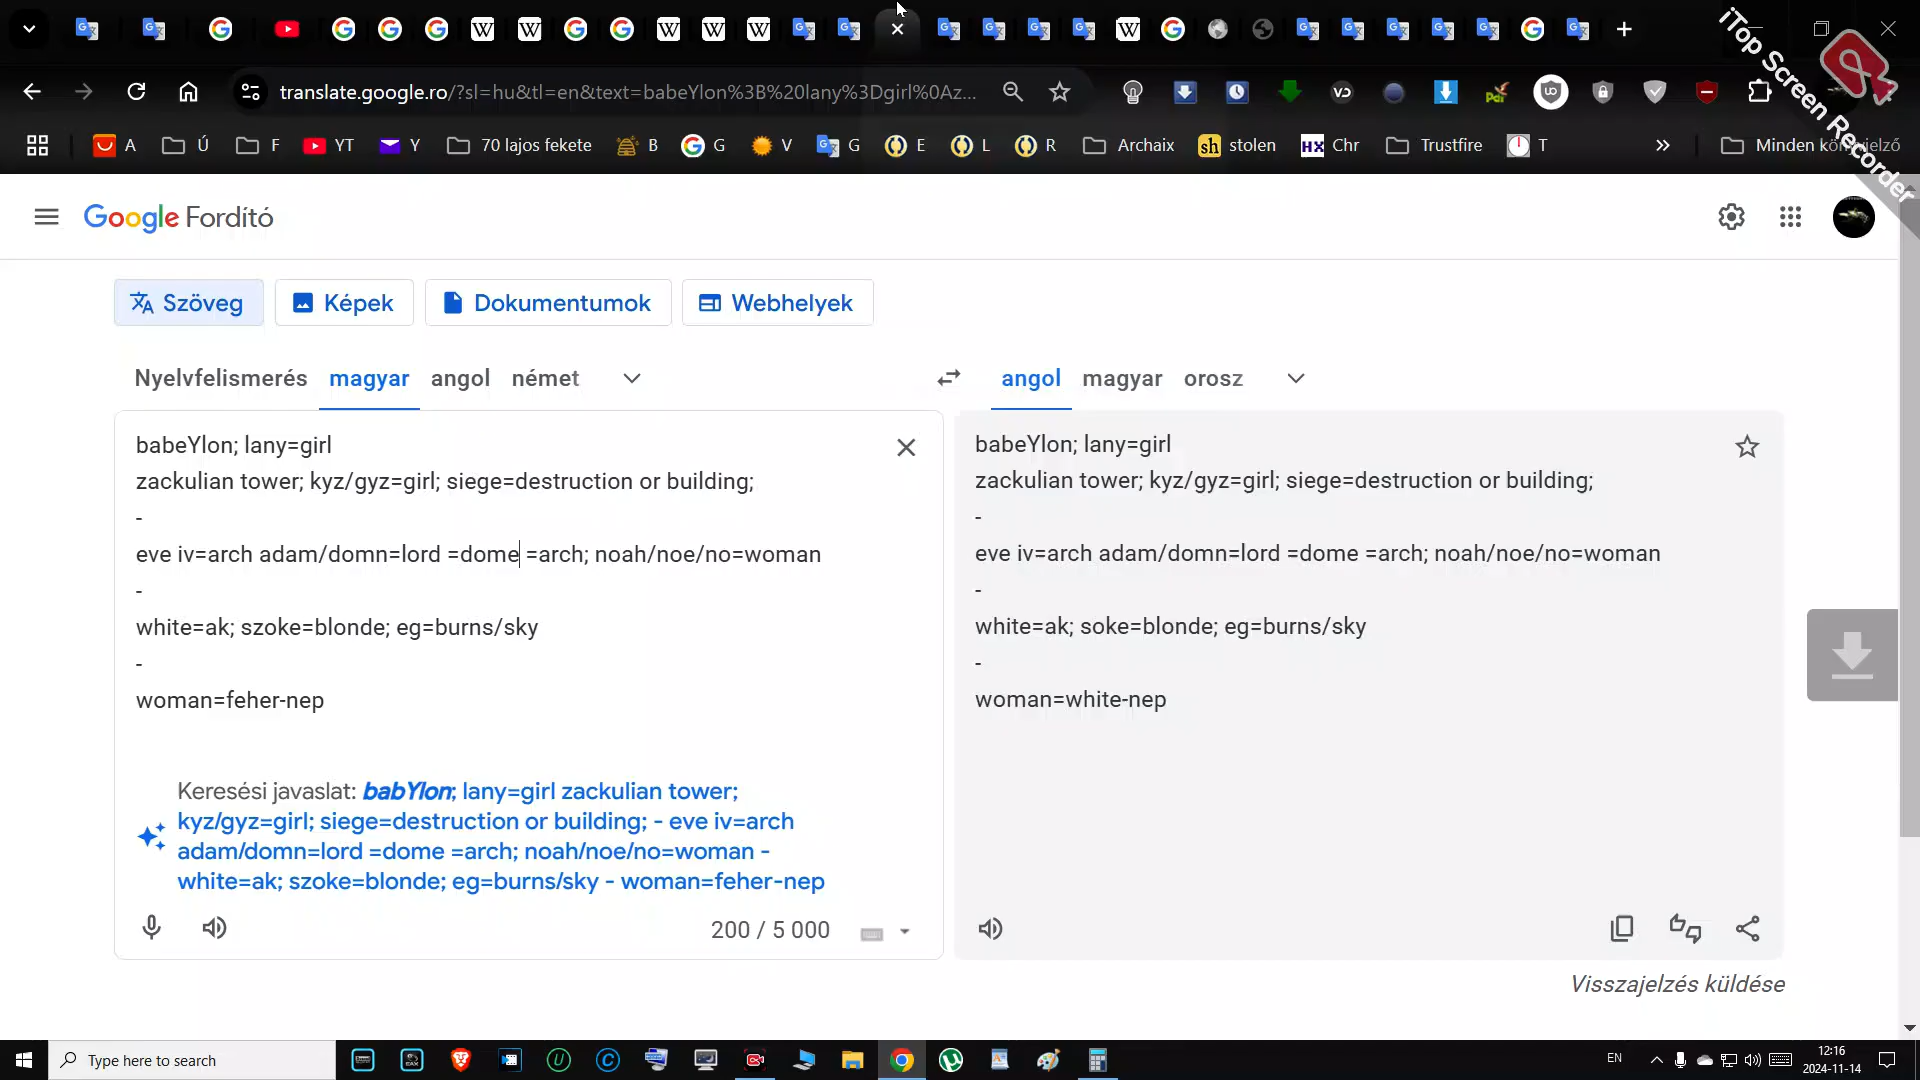 translate.google.ro/?sl=hu&tl=en&text=babeYlon%3B%20lany%3Dgirl%0Az...
iTop Screen Recorder
A
Ú
F
YT
Y
70 lajos fekete
B
G
V
G
E
L
R
Archaix
stolen
Chr
Trustfire
T
Google Fordító
Szöveg
Képek
Dokumentumok
Webhelyek
Nyelvfelismerés magyar angol német
angol magyar orosz
babeYlon; lany=girl
zackulian tower; kyz/gyz=girl; siege=destruction or building;
-
eve iv=arch adam/domn=lord =dome =arch; noah/noe/no=woman
-
white=ak; szoke=blonde; eg=burns/sky
-
woman=feher-nep
Keresési javaslat: babYlon; lany=girl zackulian tower;
kyz/gyz=girl; siege=destruction or building; - eve iv=arch
adam/domn=lord =dome =arch; noah/noe/no=woman -
white=ak; szoke=blonde; eg=burns/sky - woman=feher-nep
200 / 5 000
babeYlon; lany=girl
zackulian tower; kyz/gyz=girl; siege=destruction or building;
-
eve iv=arch adam/domn=lord =dome =arch; noah/noe/no=woman
-
white=ak; soke=blonde; eg=burns/sky
-
woman=white-nep
Visszajelzés küldése
Type here to search
EN
12:16
2024-11-14